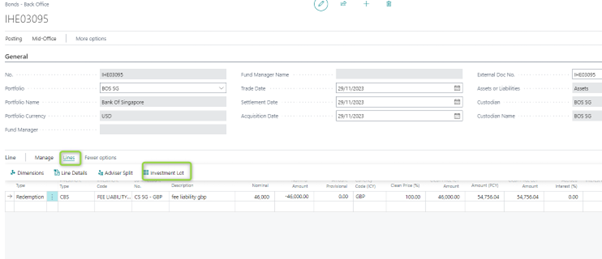 Bonds - Back Office
IHE03095
Posting Mid-Office More options
General
No. IHE03095 Fund Manager Name External Doc No. IHE03095
Portfolio BOS SG Trade Date 29/11/2023 Assets or Liabilities Assets
Portfolio Name Bank Of Singapore Settlement Date 29/11/2023 Custodian BOS SG
Portfolio Currency USD Acquisition Date 29/11/2023 Custodian Name BOS SG
Fund Manager
Line Manage Lines Fewer options
Dimensions Line Details Adviser Split Investment Lot
Type Type Code No. Description Nominal Amount Amount Provisional Code (ICY) Clean Price (%) Amount Amount (PCY) Amount Interest (%)
Redemption CBS FEE LIABILITY... CS SG - GBP fee liability gbp 46,000 -46,000.00 0.00 GBP 100.00 46,000.00 54,756.04 54,756.04 0.00